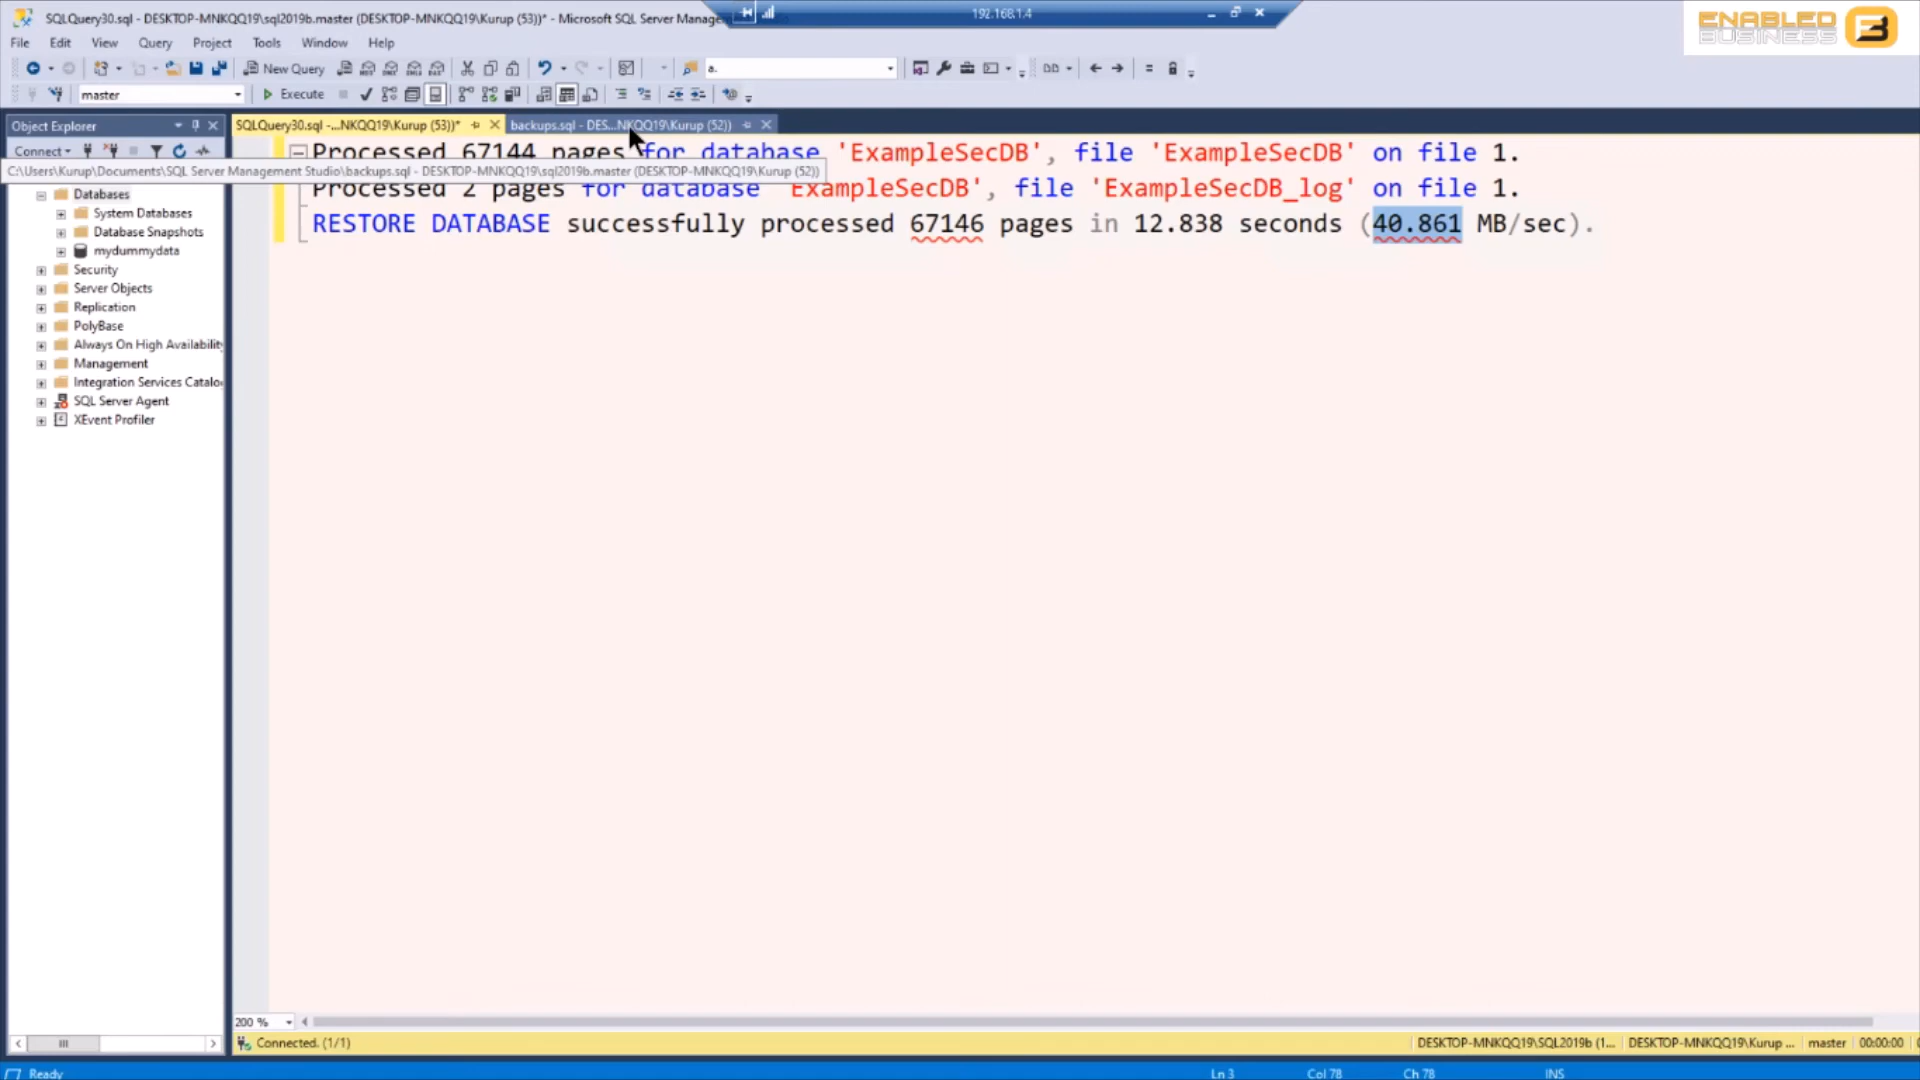 SQLQuery30.sql - DESKTOP-MNKQQ19\sql2019b.master (DESKTOP-MNKQQ19\Kurup (53))* - Microsoft SQL Server Manage
192.168.1.4
ENABLED
BUSINESS
File Edit View Query Project Tools Window Help
New Query
a.
master
Execute
Object Explorer
SQLQuery30.sql -...NKQQ19\Kurup (53))*
backups.sql - DES...NKQQ19\Kurup (52))
Connect
Processed 67144 pages for database 'ExampleSecDB', file 'ExampleSecDB' on file 1.
C:\Users\Kurup\Documents\SQL Server Management Studio\backups.sql - DESKTOP-MNKQQ19\sql2019b.master (DESKTOP-MNKQQ19\Kurup (52))
Processed 2 pages for database 'ExampleSecDB', file 'ExampleSecDB_log' on file 1.
RESTORE DATABASE successfully processed 67146 pages in 12.838 seconds (40.861 MB/sec).
Databases
System Databases
Database Snapshots
mydummydata
Security
Server Objects
Replication
PolyBase
Always On High Availability
Management
Integration Services Catalo
SQL Server Agent
XEvent Profiler
200 %
Connected. (1/1)
DESKTOP-MNKQQ19\SQL2019b (1... DESKTOP-MNKQQ19\Kurup ... master 00:00:00
Ready
Ln 3 Col 78 Ch 78 INS